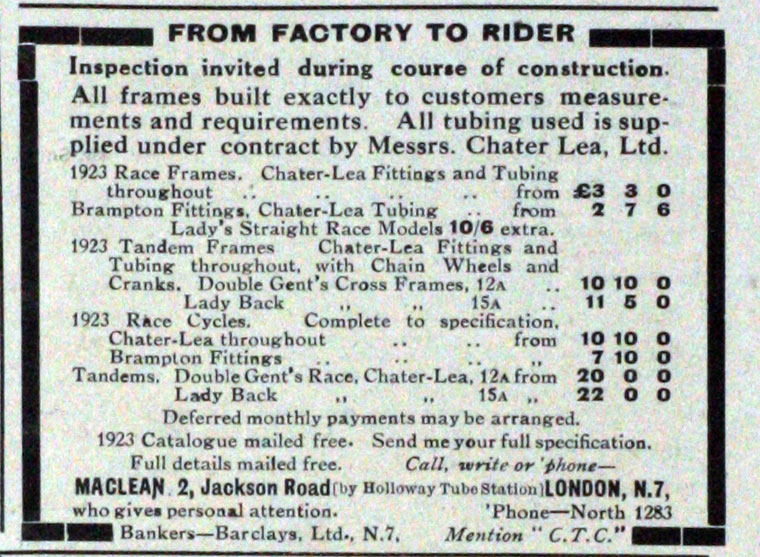 FROM FACTORY TO RIDER
Inspection invited during course of construction.
All frames built exactly to customers measure-
ments and requirements. All tubing used is sup-
plied under contract by Messrs. Chater Lea, Ltd.
1923 Race Frames. Chater-Lea Fittings and Tubing
throughout .. .. .. .. from £3 3 0
Brampton Fittings, Chater-Lea Tubing .. from 2 7 6
Lady's Straight Race Models 10/6 extra.
1923 Tandem Frames Chater-Lea Fittings and
Tubing throughout, with Chain Wheels and
Cranks. Double Gent's Cross Frames, 12A .. 10 10 0
Lady Back ,, ,, 15A .. 11 5 0
1923 Race Cycles. Complete to specification,
Chater-Lea throughout .. .. from 10 10 0
Brampton Fittings .. .. .. ,, 7 10 0
Tandems. Double Gent's Race, Chater-Lea, 12A from 20 0 0
Lady Back ,, ,, 15A ,, 22 0 0
Deferred monthly payments may be arranged.
1923 Catalogue mailed free. Send me your full specification.
Full details mailed free. Call, write or 'phone—
MACLEAN, 2, Jackson Road (by Holloway Tube Station) LONDON, N.7,
who gives personal attention. 'Phone—North 1283
Bankers—Barclays, Ltd., N.7. Mention "C.T.C."